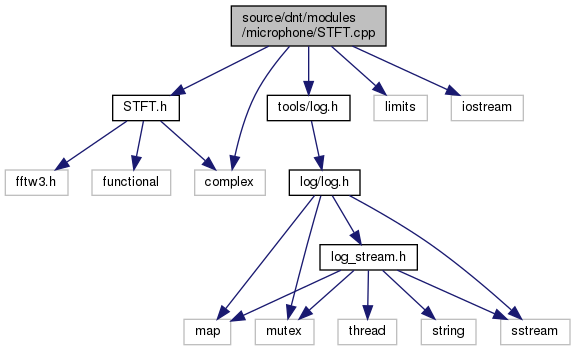 source/dnt/modules
/microphone/STFT.cpp
STFT.h
tools/log.h
limits
iostream
fftw3.h
functional
complex
log/log.h
log_stream.h
map
mutex
thread
string
sstream